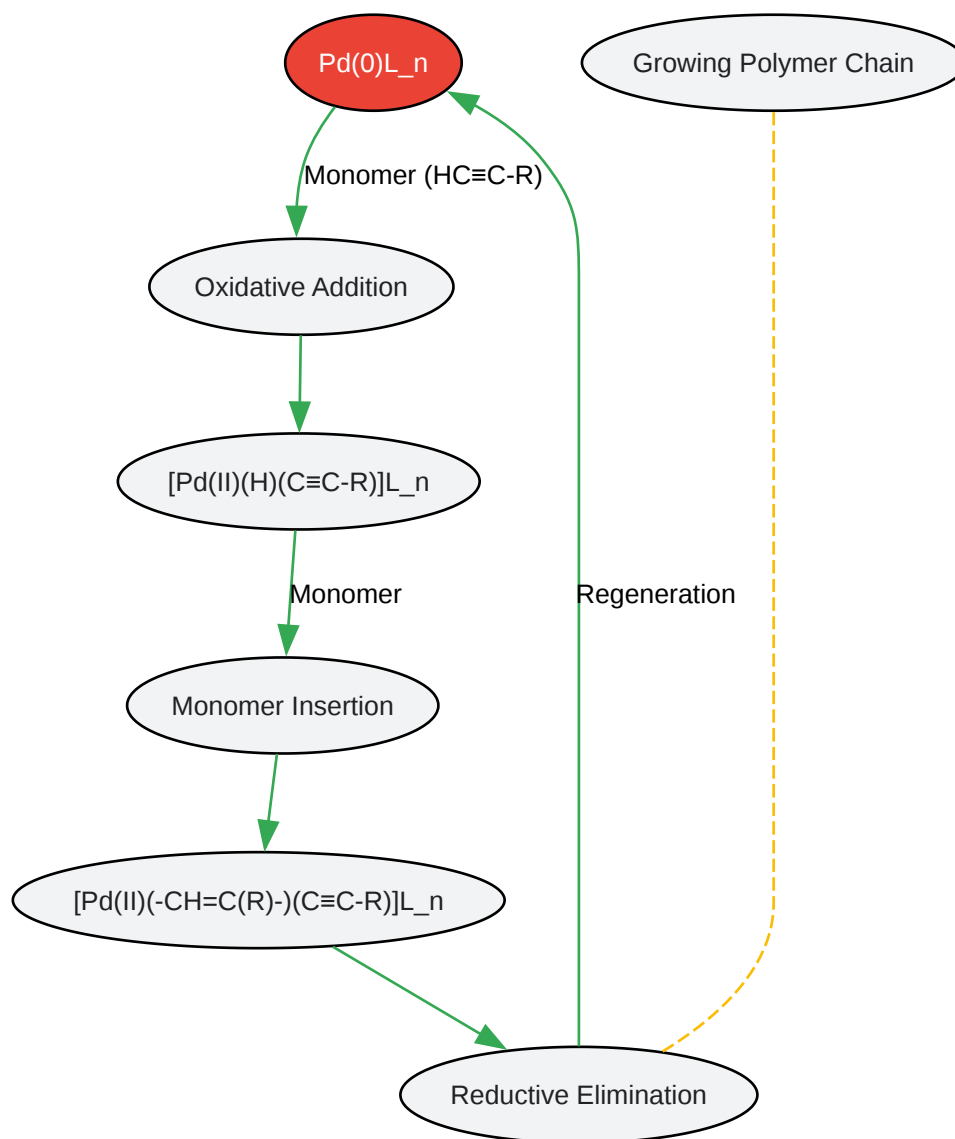 Pd(0)L_n
Growing Polymer Chain
Monomer (HC≡C-R)
Oxidative Addition
[Pd(II)(H)(C≡C-R)]L_n
Monomer
Regeneration
Monomer Insertion
[Pd(II)(-CH=C(R)-)(C≡C-R)]L_n
Reductive Elimination